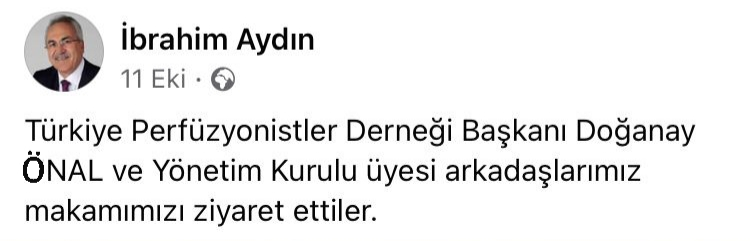 İbrahim Aydın
11 Eki ·
Türkiye Perfüzyonistler Derneği Başkanı Doğanay
ÖNAL ve Yönetim Kurulu üyesi arkadaşlarımız
makamımızı ziyaret ettiler.